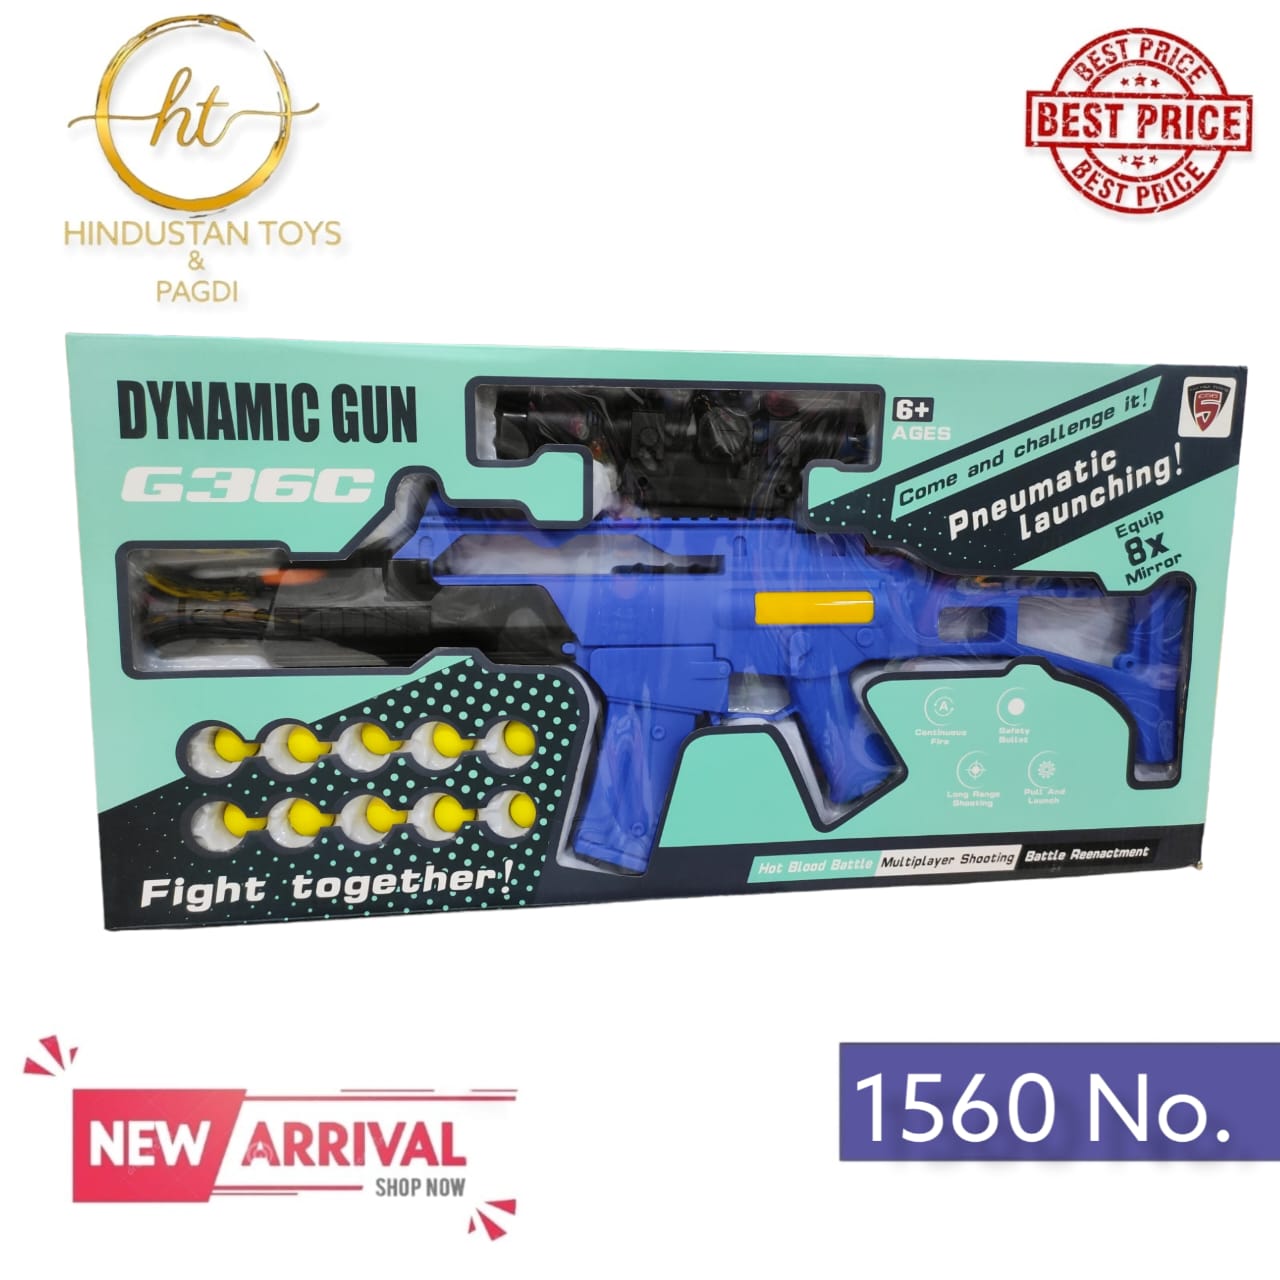 ht
HINDUSTAN TOYS
&
PAGDI
BEST PRICE
BEST PRICE
BEST PRICE
DYNAMIC GUN
G36C
6+
AGES
Come and challenge it!
Pneumatic
launching!
Equip
8x
Mirror
Continuous
Fire
Safety
Bullet
Long Range
Shooting
Pull And
Launch
Fight together!
Hot Blood Battle Multiplayer Shooting Battle Reenactment
NEW ARRIVAL
SHOP NOW
1560 No.